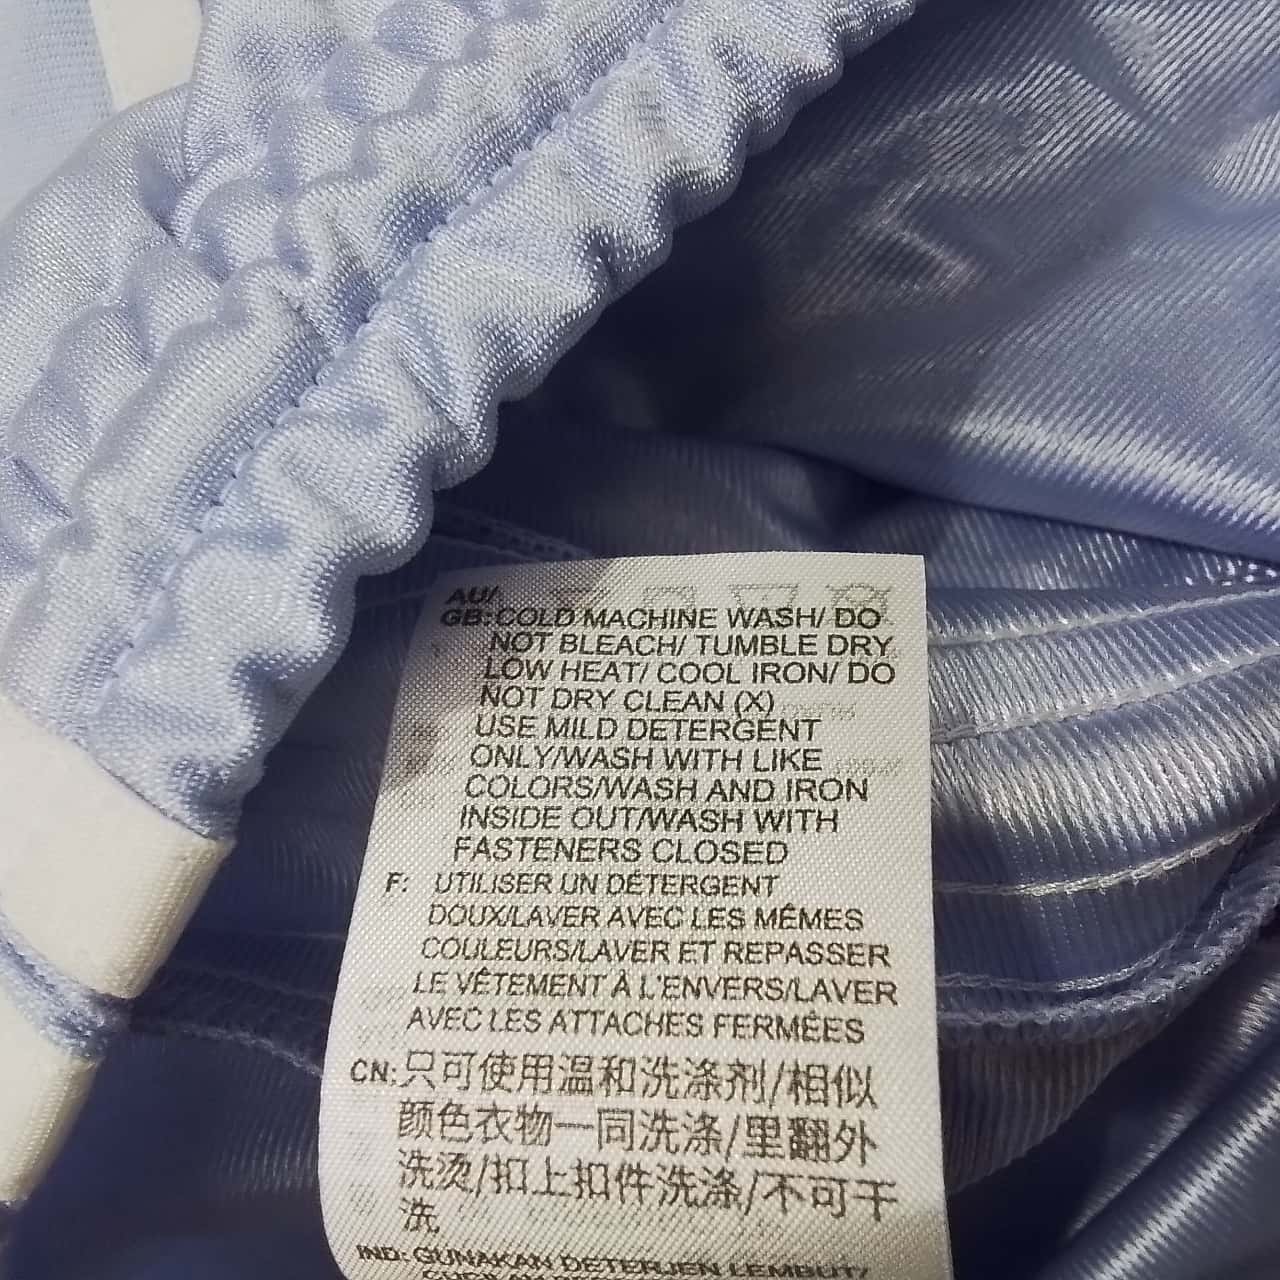 AU/
GB: COLD MACHINE WASH/ DO
NOT BLEACH/ TUMBLE DRY
LOW HEAT/ COOL IRON/ DO
NOT DRY CLEAN (X)
USE MILD DETERGENT
ONLY/WASH WITH LIKE
COLORS/WASH AND IRON
INSIDE OUT/WASH WITH
FASTENERS CLOSED
F: UTILISER UN DÉTERGENT
DOUX/LAVER AVEC LES MÊMES
COULEURS/LAVER ET REPASSER
LE VÊTEMENT À L'ENVERS/LAVER
AVEC LES ATTACHES FERMÉES
CN: 只可使用温和洗涤剂/相似
颜色衣物一同洗涤/里翻外
洗烫/扣上扣件洗涤/不可干
洗
IND: GUNAKAN DETERJEN LEMBUT/